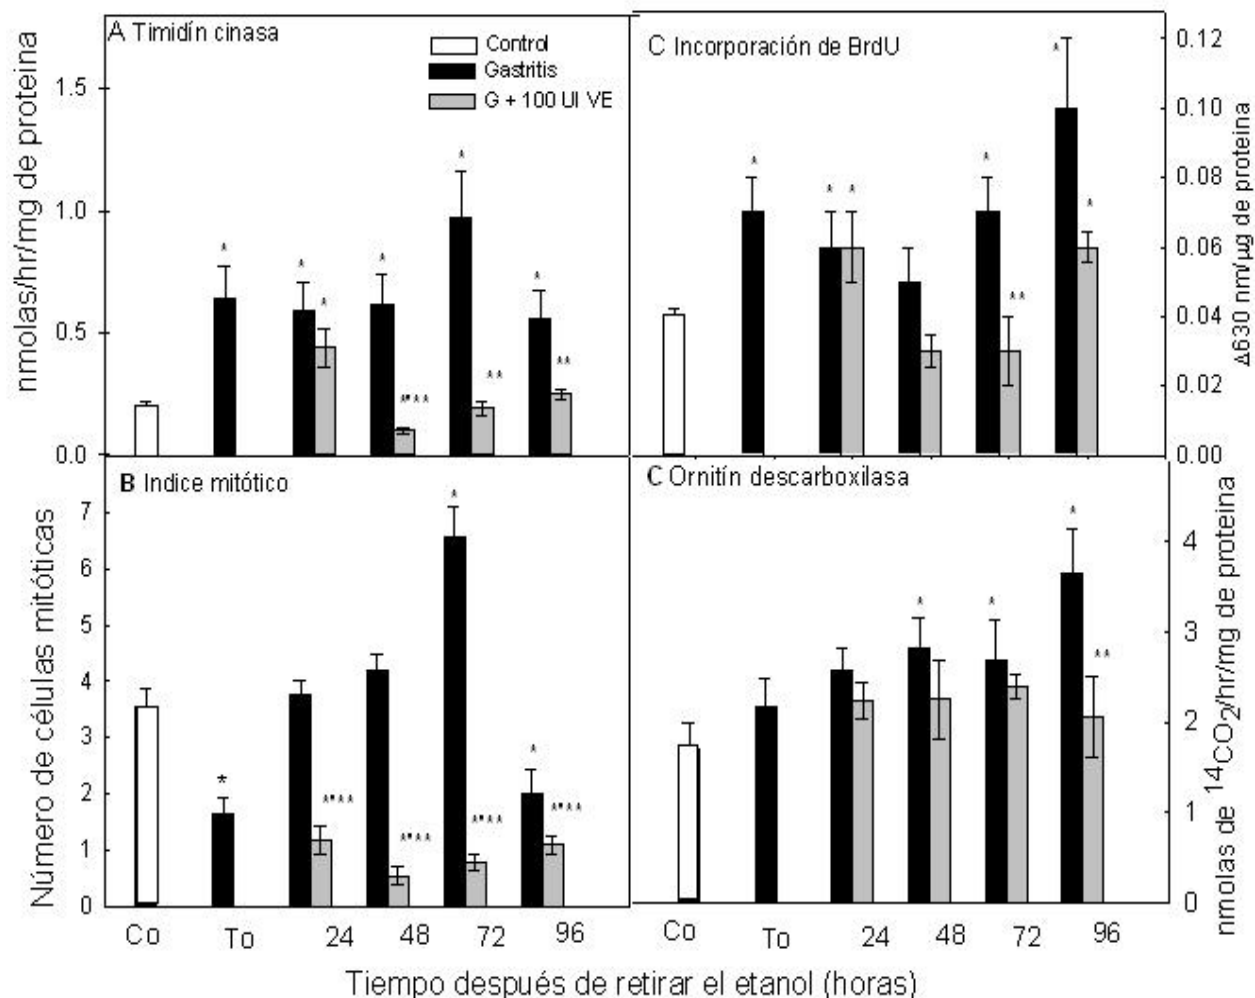 A Timidín cinasa
Control
Gastritis
G + 100 UI VE
nmolas/hr/mg de proteina
1.5
1.0
0.5
0.0
* * * * * * *** ** * **
C Incorporación de BrdU
Δ630 nm/µg de proteina
0.12
0.10
0.08
0.06
0.04
0.02
0.00
* * * * ** * *
B Indice mitótico
Número de células mitóticas
7
6
5
4
3
2
1
0
* *'** *'** * *'** * *'**
C Ornitín descarboxilasa
nmolas de ¹⁴CO₂/hr/mg de proteina
4
3
2
1
0
* * * **
Co To 24 48 72 96
Co To 24 48 72 96
Tiempo después de retirar el etanol (horas)